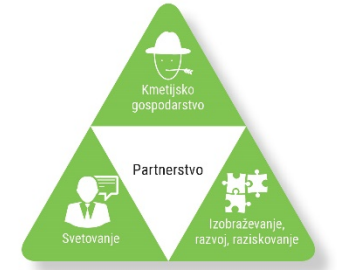 Kmetijsko
gospodarstvo
Partnerstvo
Svetovanje
Izobraževanje,
razvoj, raziskovanje